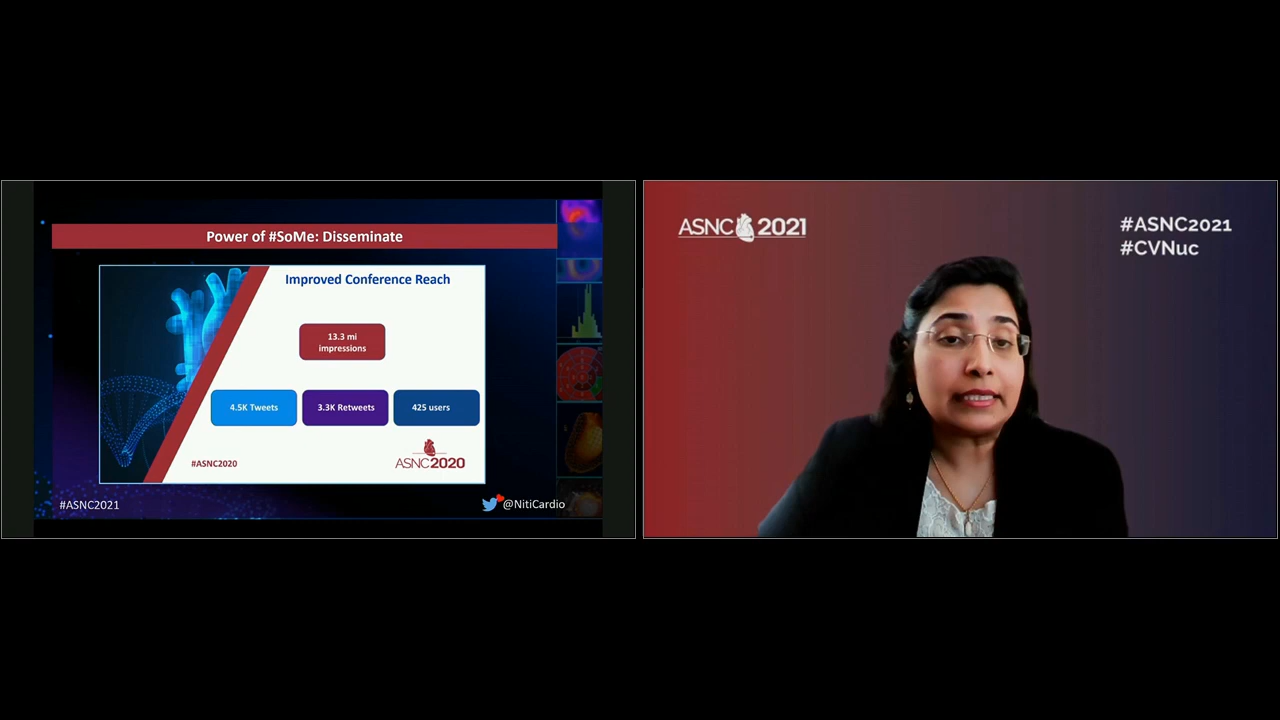 Power of #SoMe: Disseminate
Improved Conference Reach
13.3 mi
impressions
4.5K Tweets
3.3K Retweets
425 users
#ASNC2020
ASNC2020
#ASNC2021
@NitiCardio
ASNC 2021
#ASNC2021
#CVNuc